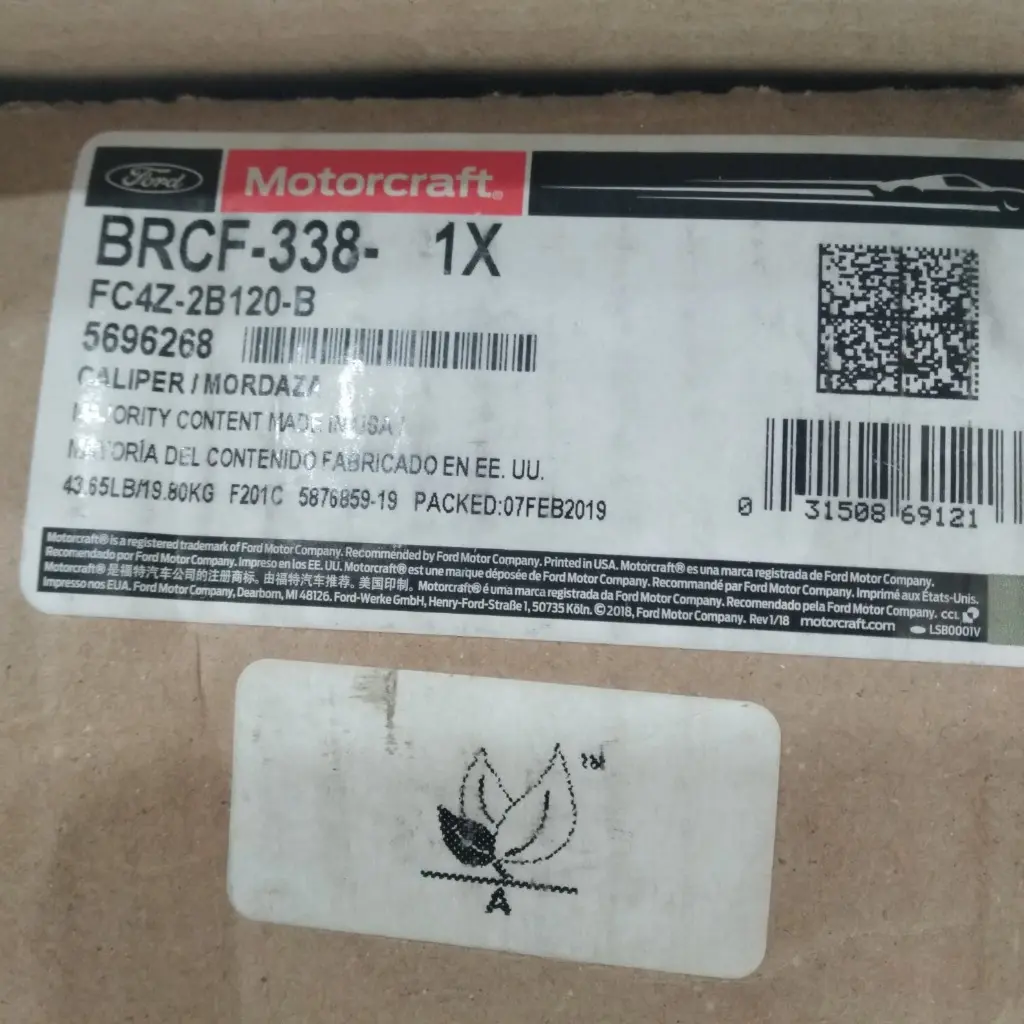 Ford Motorcraft®
BRCF-338- 1X
FC4Z-2B120-B
5696268
CALIPER / MORDAZA
MAJORITY CONTENT MADE IN USA /
MAYORÍA DEL CONTENIDO FABRICADO EN EE. UU.
43.65LB/19.80KG F201C 5876859-19 PACKED:07FEB2019
0 31508 69121
Motorcraft® is a registered trademark of Ford Motor Company. Recommended by Ford Motor Company. Printed in USA. Motorcraft® es una marca registrada de Ford Motor Company.
Recomendado por Ford Motor Company. Impreso en los EE. UU. Motorcraft® est une marque déposée de Ford Motor Company. Recommandé par Ford Motor Company. Imprimé aux États-Unis.
Motorcraft® 是福特汽车公司的注册商标。由福特汽车推荐。美国印制。Motorcraft® é uma marca registrada da Ford Motor Company. Recomendado pela Ford Motor Company. CCL
Impresso nos EUA. Ford Motor Company, Dearborn, MI 48126. Ford-Werke GmbH, Henry-Ford-Straße 1, 50735 Köln. ©2018, Ford Motor Company. Rev 1/18 motorcraft.com LSB0001V
A